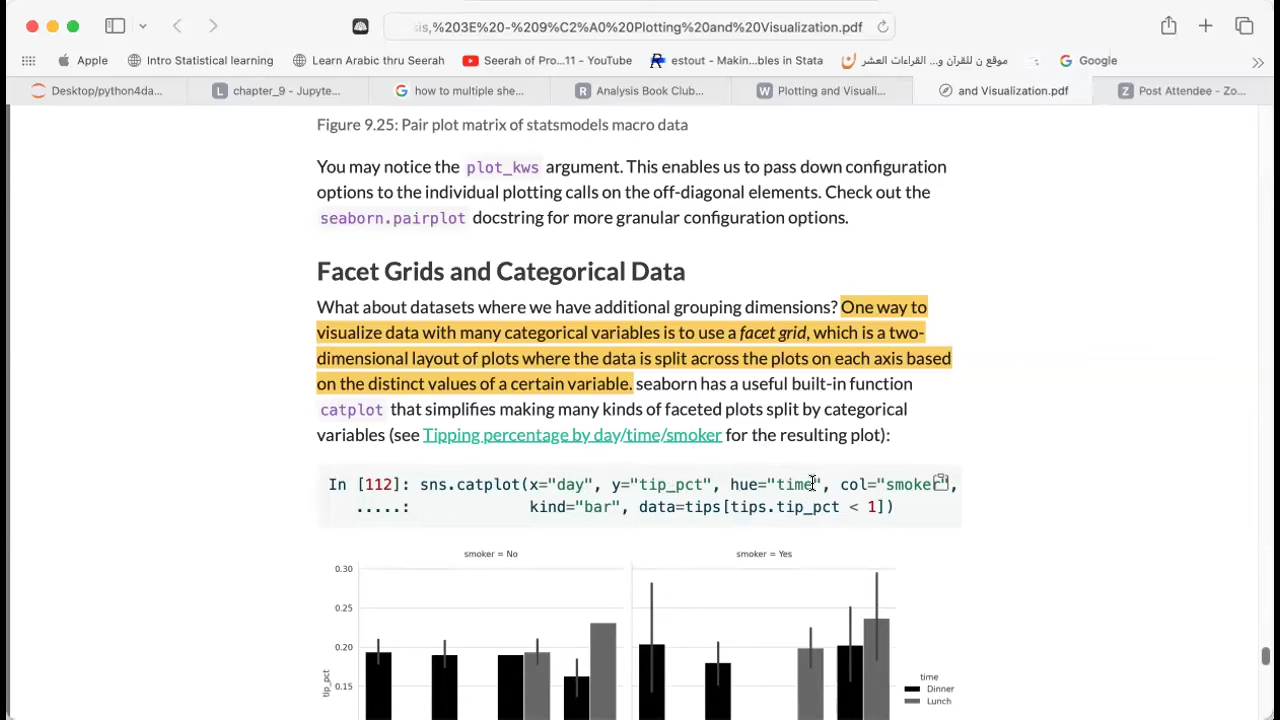 sis,%203E%20-%209%C2%A0%20Plotting%20and%20Visualization.pdf
Apple
Intro Statistical learning
Learn Arabic thru Seerah
Seerah of Pro...11 – YouTube
estout - Makin...bles in Stata
موقع ن للقرآن و... القراءات العشر
Google
Desktop/python4da...
chapter_9 - Jupyte...
how to multiple she...
Analysis Book Club...
Plotting and Visuali...
and Visualization.pdf
Post Attendee - Zo...
Figure 9.25: Pair plot matrix of statsmodels macro data
You may notice the plot_kws argument. This enables us to pass down configuration
options to the individual plotting calls on the off-diagonal elements. Check out the
seaborn.pairplot docstring for more granular configuration options.
Facet Grids and Categorical Data
What about datasets where we have additional grouping dimensions? One way to
visualize data with many categorical variables is to use a facet grid, which is a two-
dimensional layout of plots where the data is split across the plots on each axis based
on the distinct values of a certain variable. seaborn has a useful built-in function
catplot that simplifies making many kinds of faceted plots split by categorical
variables (see Tipping percentage by day/time/smoker for the resulting plot):
In [112]: sns.catplot(x="day", y="tip_pct", hue="time", col="smoker",
.....: kind="bar", data=tips[tips.tip_pct < 1])
smoker = No
smoker = Yes
0.30
0.25
0.20
0.15
tip_pct
time
Dinner
Lunch